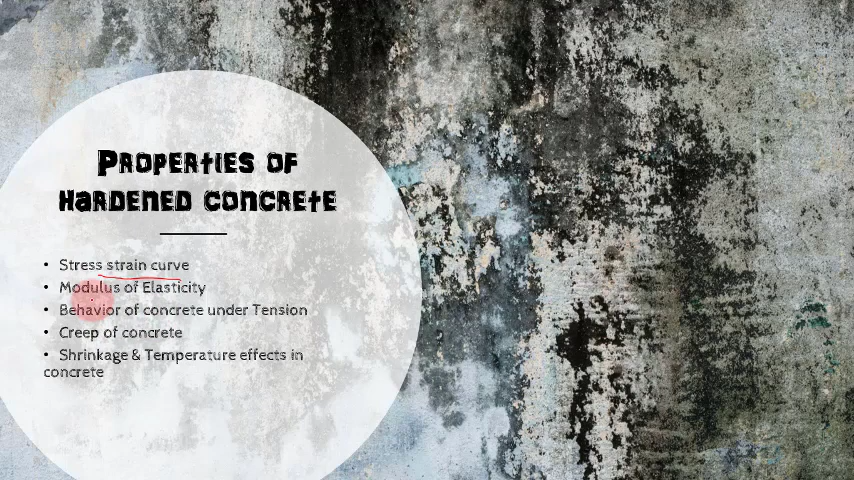 Properties of
hardened concrete
• Stress strain curve
• Modulus of Elasticity
• Behavior of concrete under Tension
• Creep of concrete
• Shrinkage & Temperature effects in
concrete